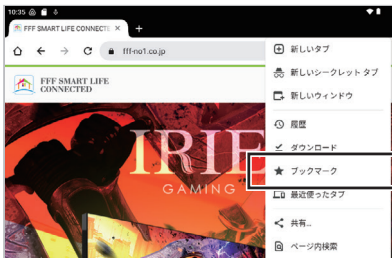 10:35
FFF SMART LIFE CONNECTE
fff-no1.co.jp
FFF SMART LIFE
CONNECTED
IRIE
GAMING
新しいタブ
新しいシークレット タブ
新しいウィンドウ
履歴
ダウンロード
ブックマーク
最近使ったタブ
共有...
ページ内検索